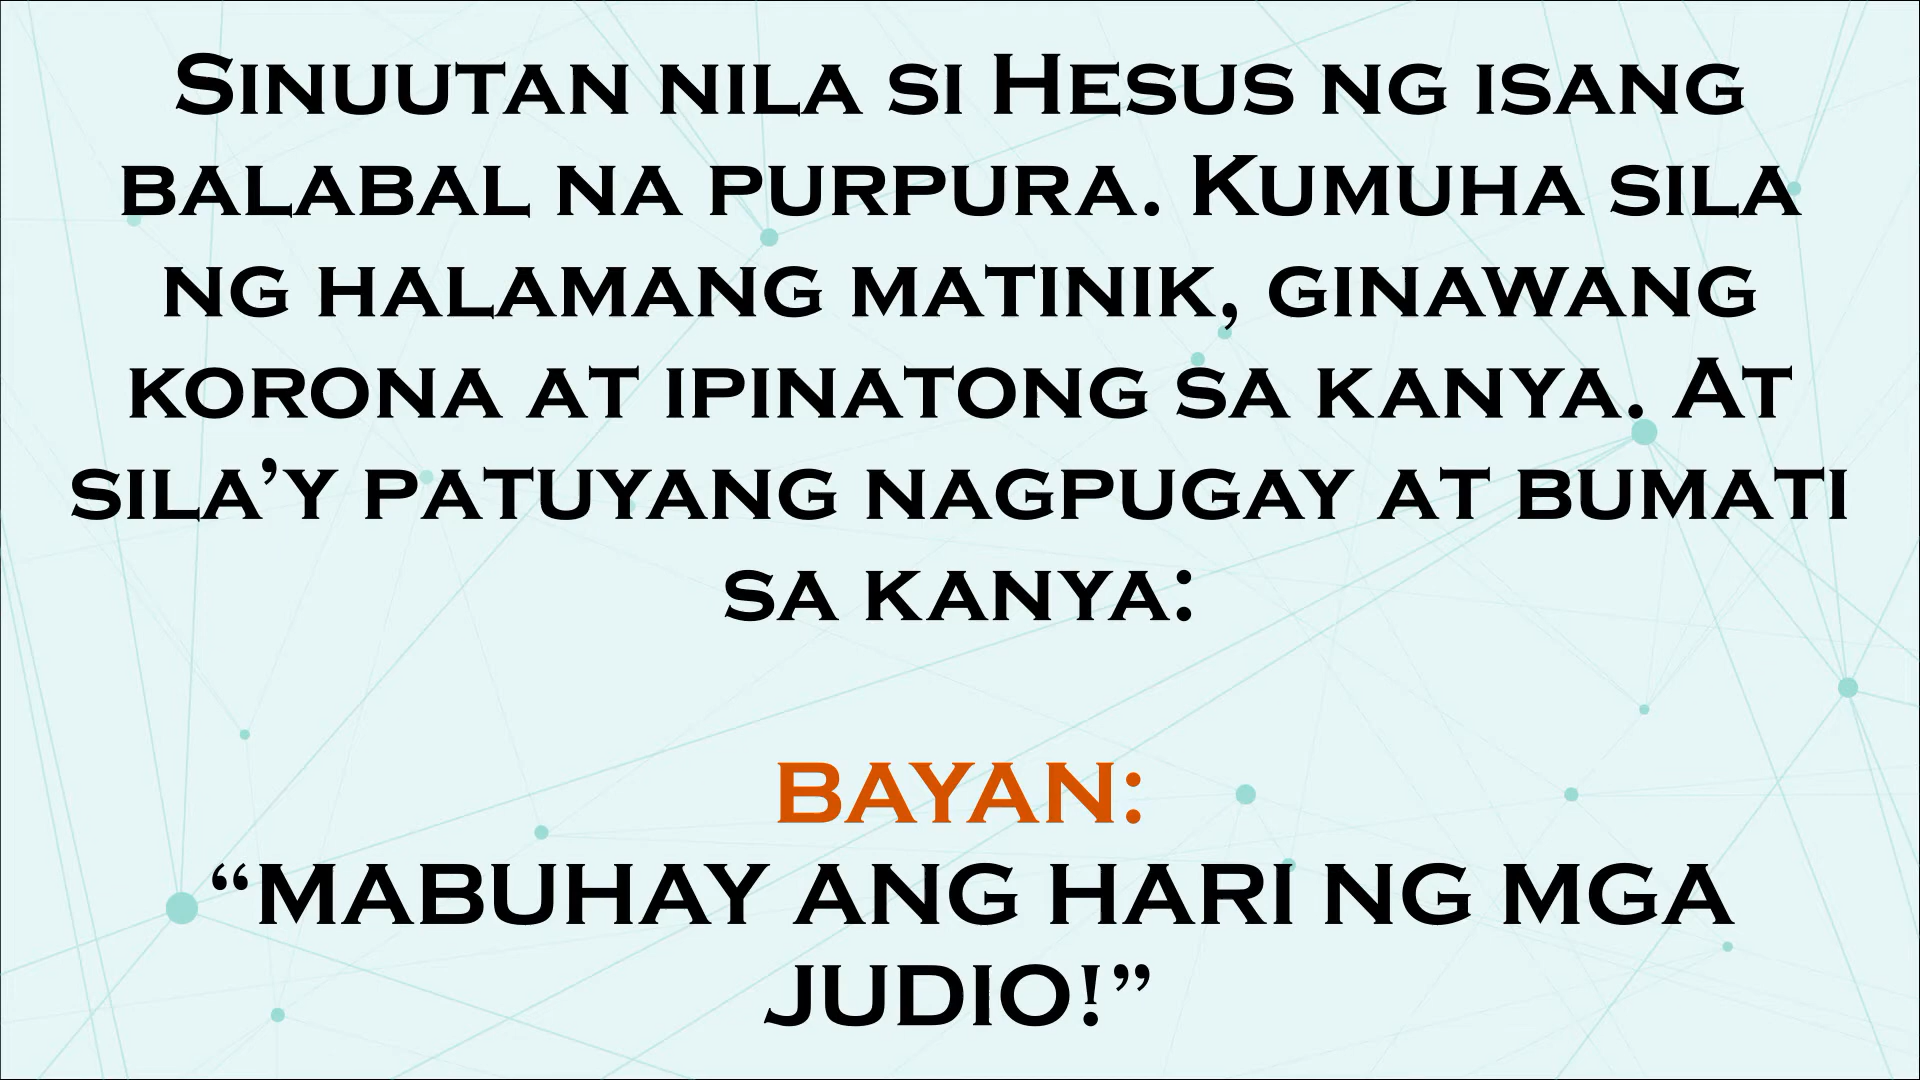 Sinuutan nila si Hesus ng isang
balabal na purpura. Kumuha sila
ng halamang matinik, ginawang
korona at ipinatong sa kanya. At
sila’y patuyang nagpugay at bumati
sa kanya:
BAYAN:
“MABUHAY ANG HARI NG MGA
JUDIO!”